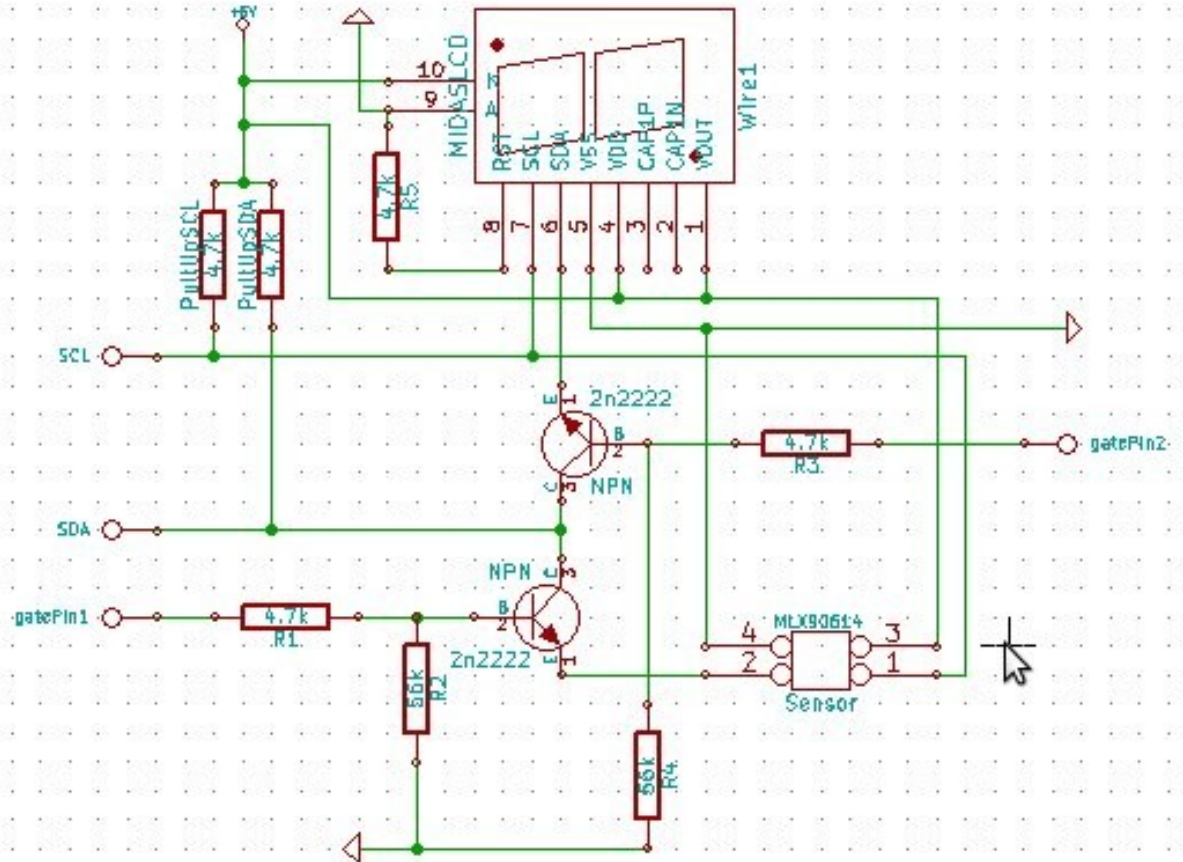 +5V
MIDASLCD
10
9
K
A
RST
SCL
SDA
VSS
VDD
CAP1P
CAP1N
VOUT
Wire1
8
7
6
5
4
3
2
1
4.7k
R5
PullUpSCL
4.7k
PullUpSDA
4.7k
SCL
E
1
2n2222
B
2
4.7k
R3
gatePin2
C
3
NPN
SDA
NPN
C
3
gatePin1
4.7k
R1
B
2
2n2222
E
1
56k
R2
MLX90614
4
3
2
1
Sensor
56k
R4